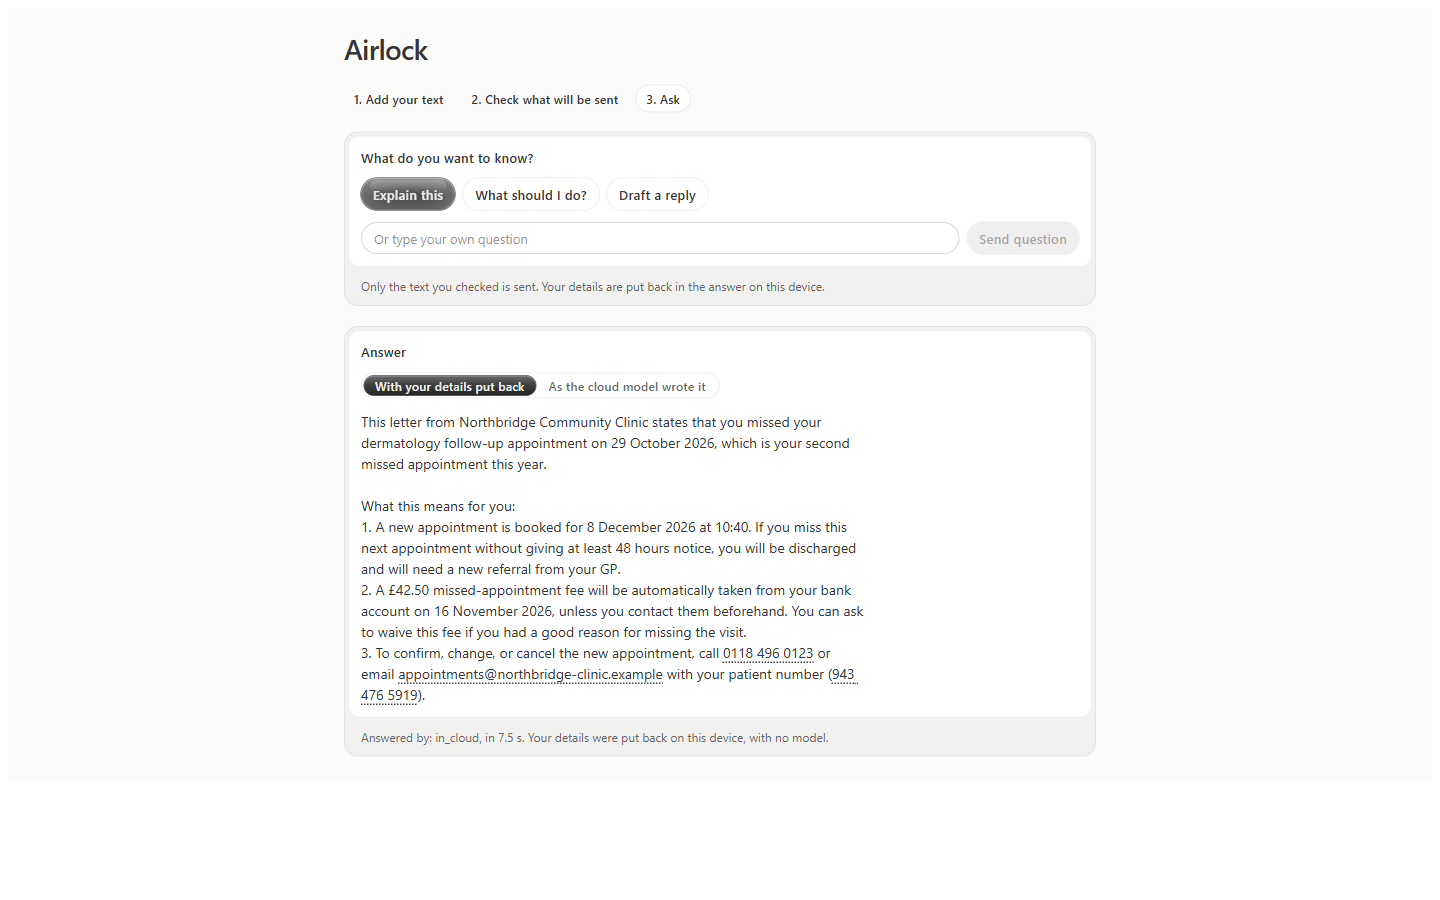 Airlock
1. Add your text
2. Check what will be sent
3. Ask
What do you want to know?
Explain this
What should I do?
Draft a reply
Or type your own question
Send question
Only the text you checked is sent. Your details are put back in the answer on this device.
Answer
With your details put back
As the cloud model wrote it
This letter from Northbridge Community Clinic states that you missed your
dermatology follow-up appointment on 29 October 2026, which is your second
missed appointment this year.
What this means for you:
1. A new appointment is booked for 8 December 2026 at 10:40. If you miss this
next appointment without giving at least 48 hours notice, you will be discharged
and will need a new referral from your GP.
2. A £42.50 missed-appointment fee will be automatically taken from your bank
account on 16 November 2026, unless you contact them beforehand. You can ask
to waive this fee if you had a good reason for missing the visit.
3. To confirm, change, or cancel the new appointment, call 0118 496 0123 or
email appointments@northbridge-clinic.example with your patient number (943
476 5919).
Answered by: in_cloud, in 7.5 s. Your details were put back on this device, with no model.